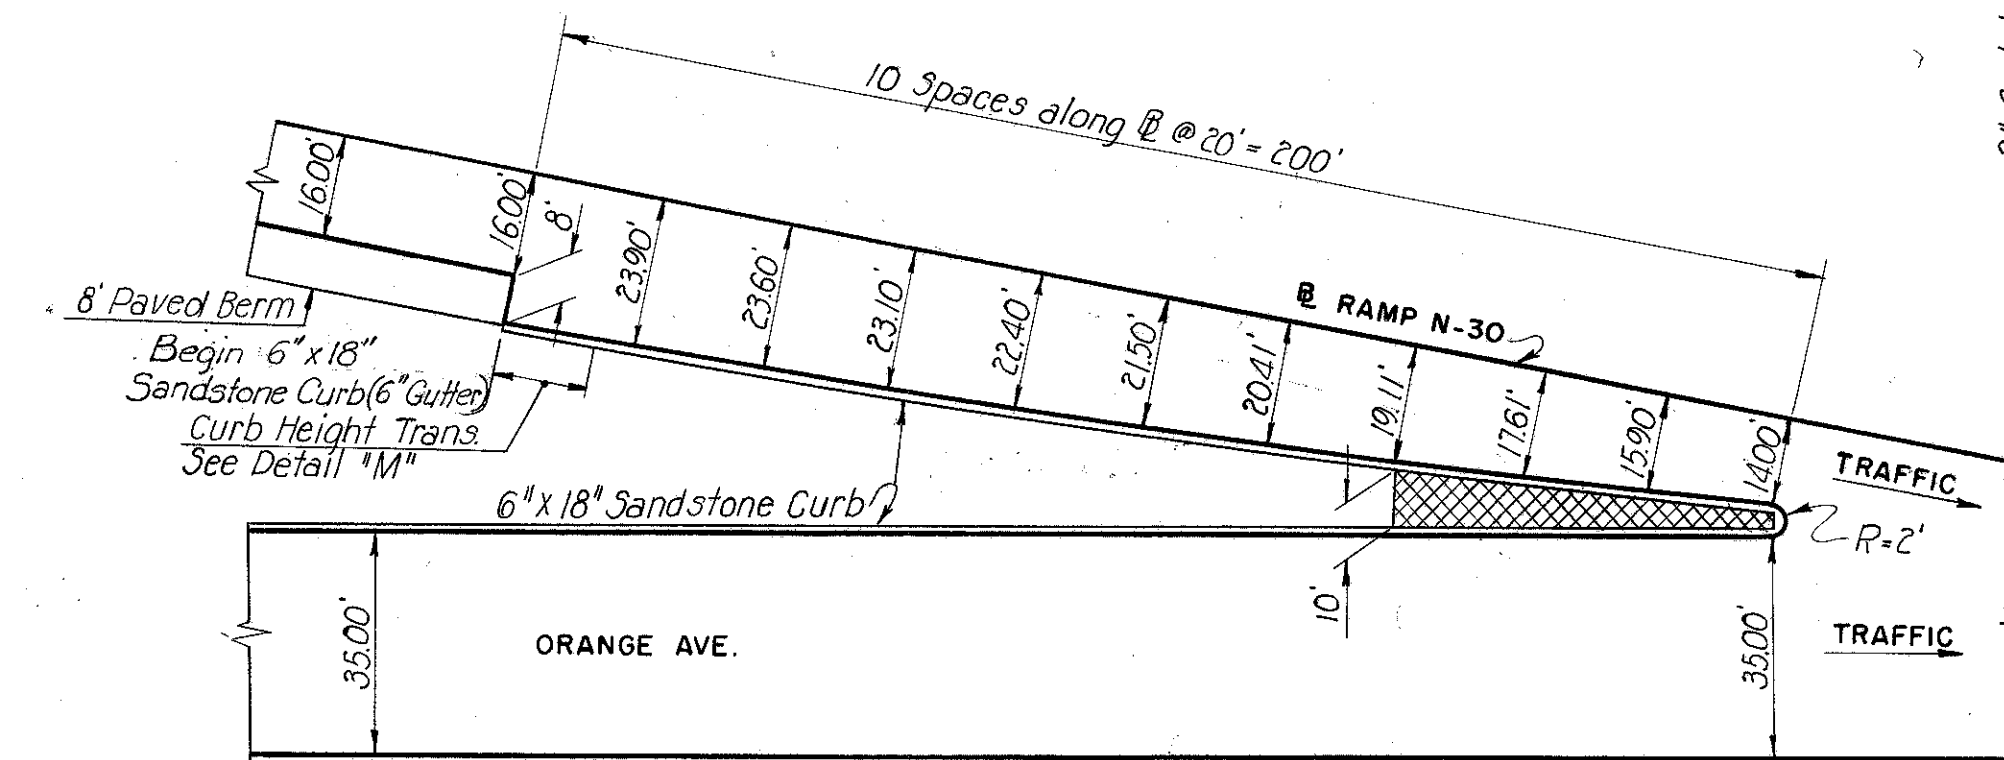 10 Spaces along ⅊ @ 20' = 200'
16.00'
16.00'
8'
23.90'
23.60'
23.10'
22.40'
21.50'
20.41'
19.11'
17.61'
15.90'
14.00'
RAMP N-30
8' Paved Berm
Begin 6" x 18"
Sandstone Curb (6" Gutter)
Curb Height Trans.
See Detail "M"
6" x 18" Sandstone Curb
TRAFFIC
R=2'
10'
35.00'
ORANGE AVE.
35.00'
TRAFFIC